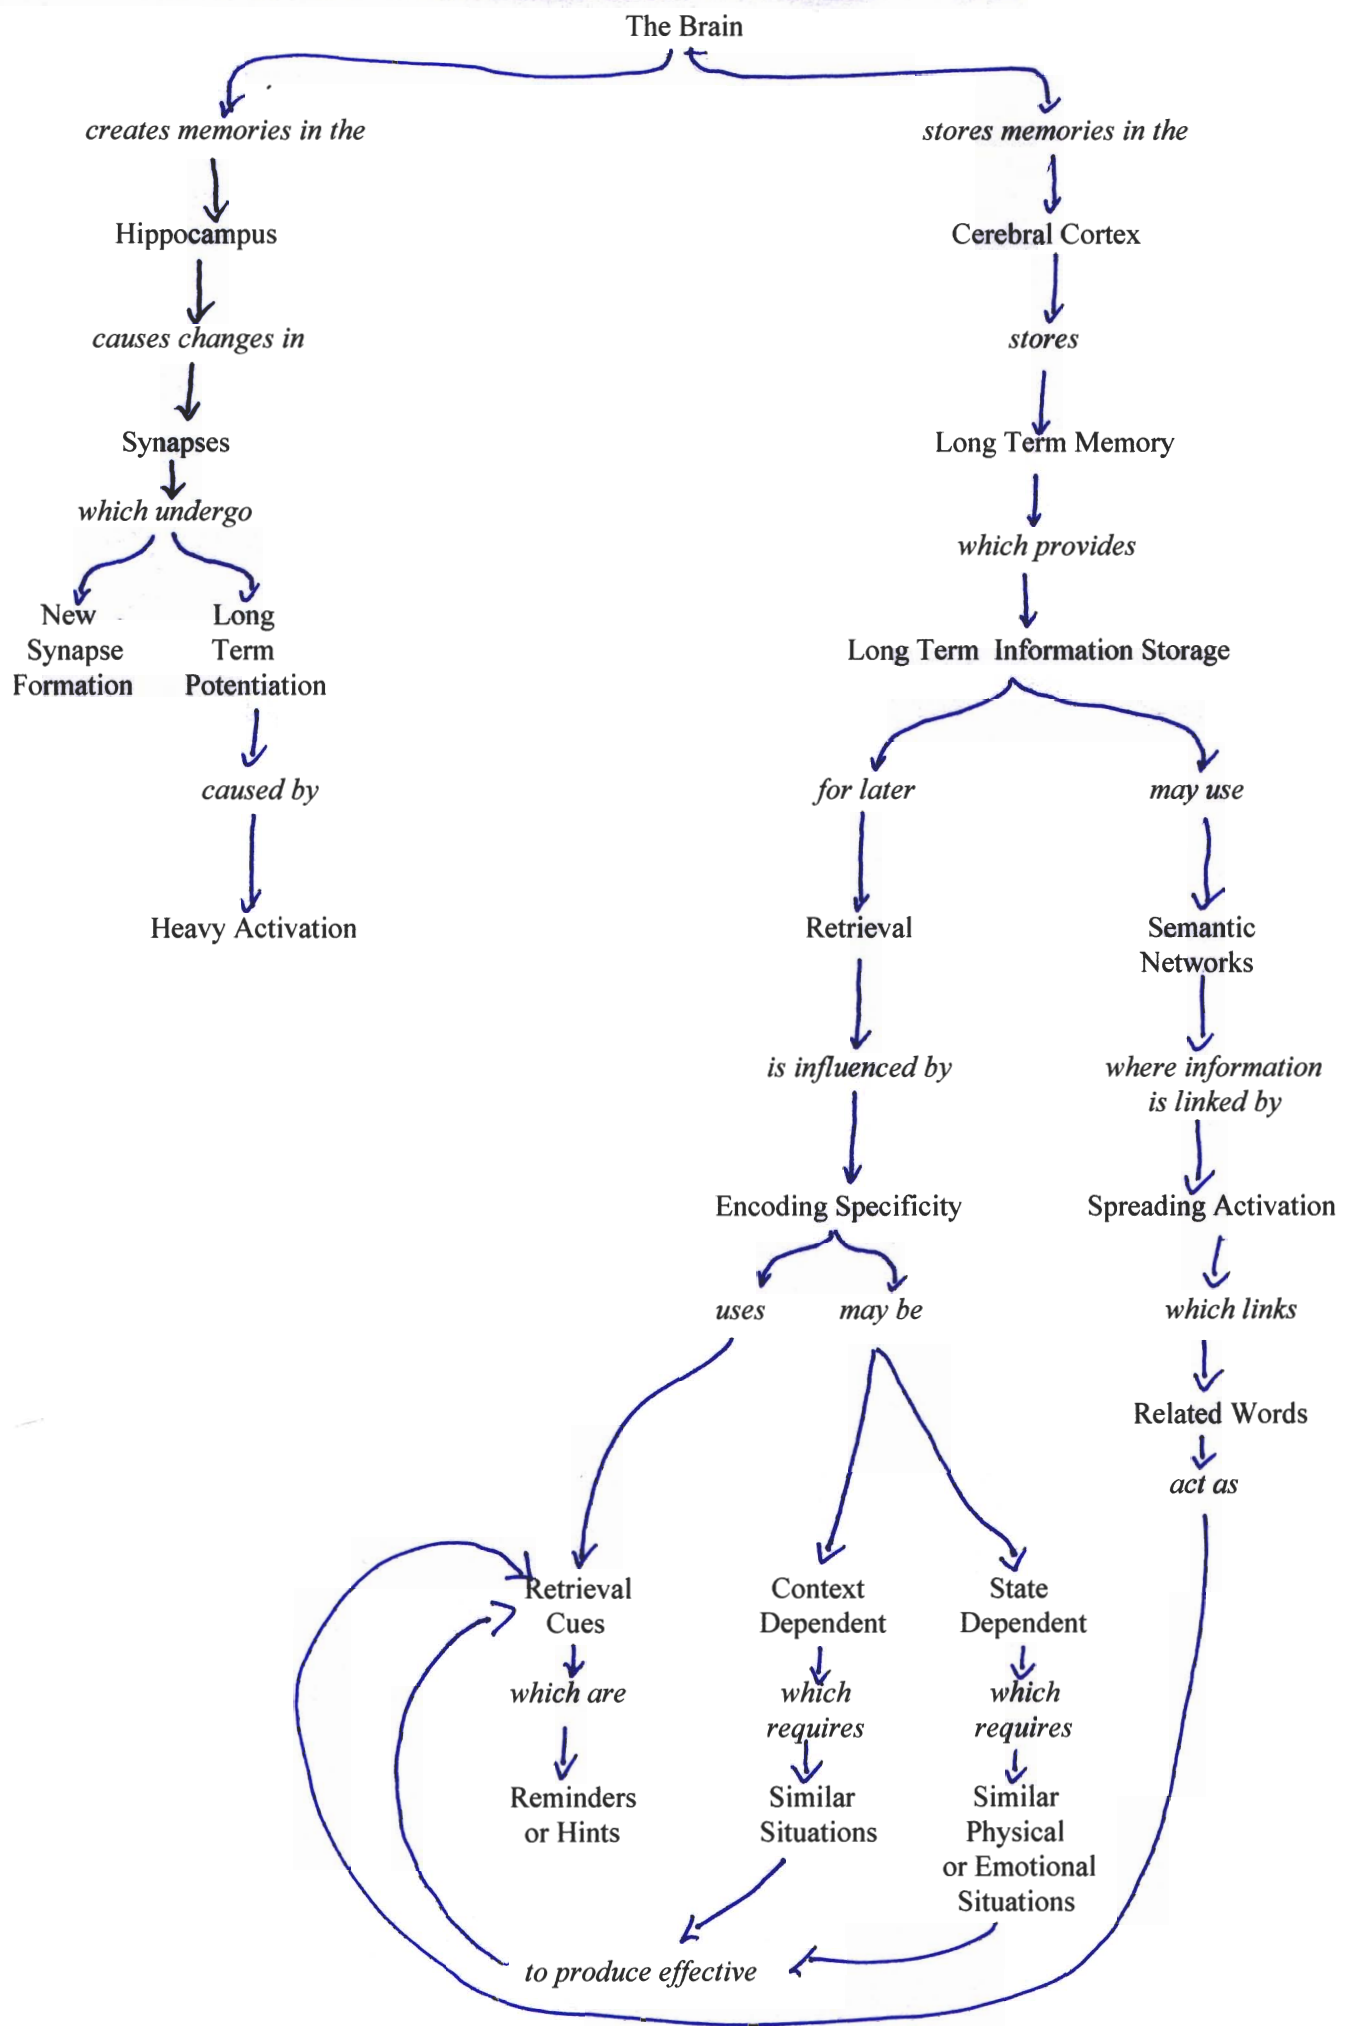 The Brain
creates memories in the
stores memories in the
Hippocampus
Cerebral Cortex
causes changes in
stores
Synapses
Long Term Memory
which undergo
which provides
New
Synapse
Formation
Long
Term
Potentiation
Long Term Information Storage
caused by
for later
may use
Heavy Activation
Retrieval
Semantic
Networks
is influenced by
where information
is linked by
Encoding Specificity
Spreading Activation
uses
may be
which links
Related Words
act as
Retrieval
Cues
Context
Dependent
State
Dependent
which are
which
requires
which
requires
Reminders
or Hints
Similar
Situations
Similar
Physical
or Emotional
Situations
to produce effective